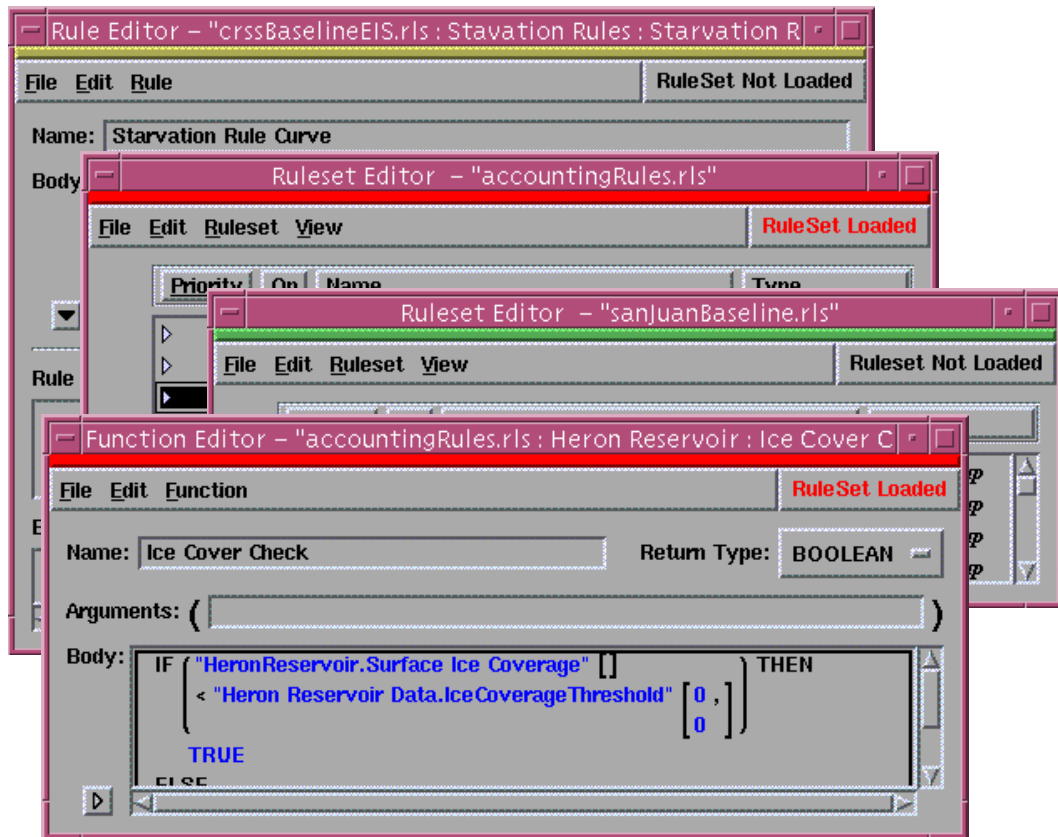 Rule Editor – "crssBaselineEIS.rls : Stavation Rules : Starvation R
File Edit Rule
RuleSet Not Loaded
Name: Starvation Rule Curve
Body
Ruleset Editor – "accountingRules.rls"
File Edit Ruleset View
RuleSet Loaded
Priority On Name Type
Ruleset Editor – "sanJuanBaseline.rls"
File Edit Ruleset View
Ruleset Not Loaded
Rule
Function Editor – "accountingRules.rls : Heron Reservoir : Ice Cover C
File Edit Function
RuleSet Loaded
P
P
P
P
E
Name: Ice Cover Check
Return Type: BOOLEAN
Arguments: ( )
Body: IF ( "HeronReservoir.Surface Ice Coverage" [] ) THEN
< "Heron Reservoir Data.IceCoverageThreshold" [ 0 ,
0 ]
TRUE
ELSE